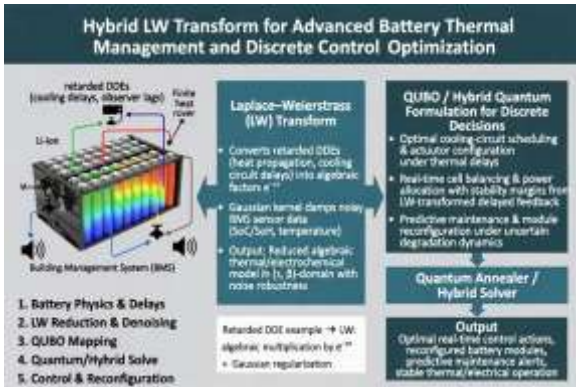 Hybrid LW Transform for Advanced Battery Thermal
Management and Discrete Control Optimization
retarded DDEs
(cooling delays, observer lags)
Finite
heat
rover
Li-Ion
Building Management System (BMS)
1. Battery Physics & Delays
2. LW Reduction & Denoising
3. QUBO Mapping
4. Quantum/Hybrid Solve
5. Control & Reconfiguration
Laplace–Weierstrass
(LW) Transform
Converts retarded DDEs
(heat propagation, cooling
circuit delays) into algebraic
factors
Gaussian kernel damps noisy
BMS sensor data
(SoC/SoH, temperature)
Output: Reduced algebraic
thermal/electrochemical
model in -domain with
noise robustness
Retarded DDE example → LW:
algebraic multiplication by
+ Gaussian regularization
QUBO / Hybrid Quantum
Formulation for Discrete
Decisions
Optimal cooling-circuit scheduling
& actuator configuration
under thermal delays
Real-time cell balancing & power
allocation with stability margins from
LW-transformed delayed feedback
Predictive maintenance & module
reconfiguration under uncertain
degradation dynamics
Quantum Annealer /
Hybrid Solver
Output
Optimal real-time control actions,
reconfigured battery modules,
predictive maintenance alerts,
stable thermal/electrical operation